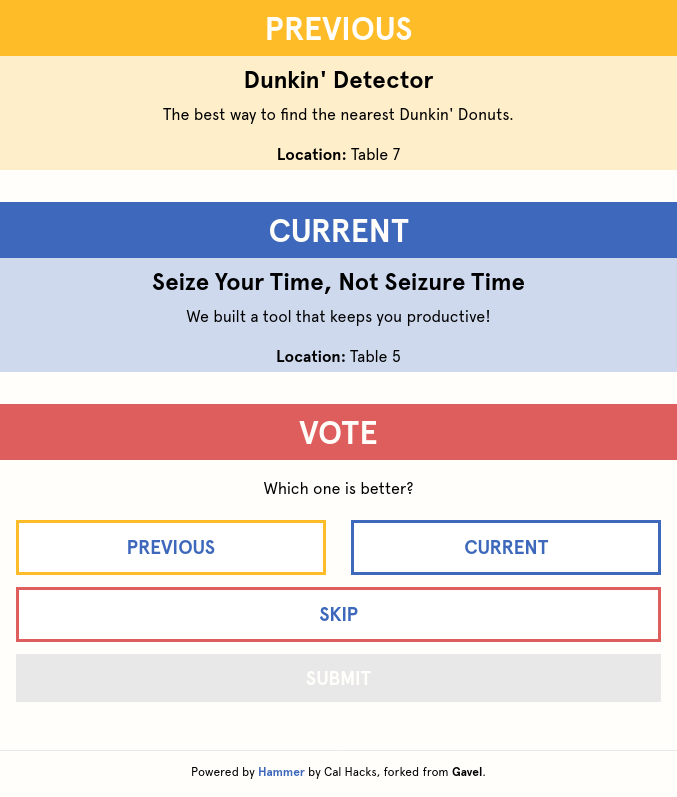 PREVIOUS
Dunkin' Detector
The best way to find the nearest Dunkin' Donuts.
Location: Table 7
CURRENT
Seize Your Time, Not Seizure Time
We built a tool that keeps you productive!
Location: Table 5
VOTE
Which one is better?
PREVIOUS
CURRENT
SKIP
SUBMIT
Powered by Hammer by Cal Hacks, forked from Gavel.